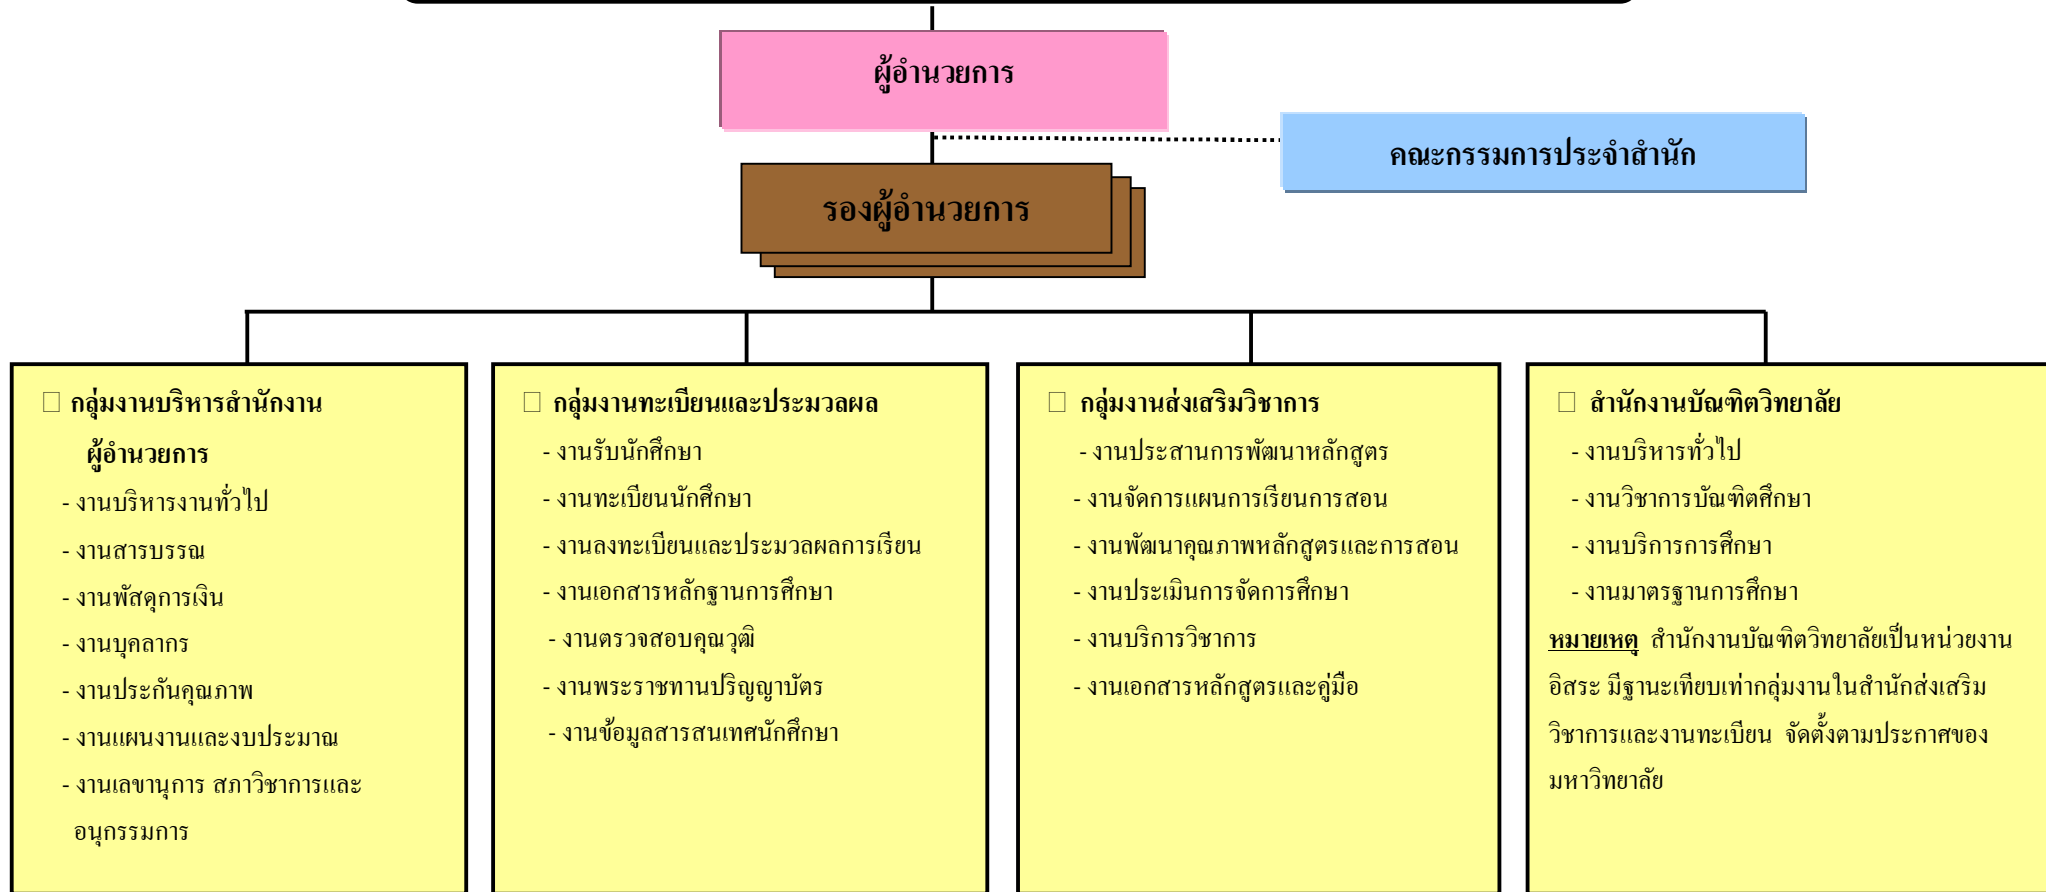 ผู้อำนวยการ
คณะกรรมการประจำสำนัก
รองผู้อำนวยการ
กลุ่มงานบริหารสำนักงาน
ผู้อำนวยการ
- งานบริหารงานทั่วไป
- งานสารบรรณ
- งานพัสดุการเงิน
- งานบุคลากร
- งานประกันคุณภาพ
- งานแผนงานและงบประมาณ
- งานเลขานุการ สภาวิชาการและ
อนุกรรมการ
กลุ่มงานทะเบียนและประมวลผล
- งานรับนักศึกษา
- งานทะเบียนนักศึกษา
- งานลงทะเบียนและประมวลผลการเรียน
- งานเอกสารหลักฐานการศึกษา
- งานตรวจสอบคุณวุฒิ
- งานพระราชทานปริญญาบัตร
- งานข้อมูลสารสนเทศนักศึกษา
กลุ่มงานส่งเสริมวิชาการ
- งานประสานการพัฒนาหลักสูตร
- งานจัดการแผนการเรียนการสอน
- งานพัฒนาคุณภาพหลักสูตรและการสอน
- งานประเมินการจัดการศึกษา
- งานบริการวิชาการ
- งานเอกสารหลักสูตรและคู่มือ
สำนักงานบัณฑิตวิทยาลัย
- งานบริหารทั่วไป
- งานวิชาการบัณฑิตศึกษา
- งานบริการการศึกษา
- งานมาตรฐานการศึกษา
หมายเหตุ สำนักงานบัณฑิตวิทยาลัยเป็นหน่วยงาน
อิสระ มีฐานะเทียบเท่ากลุ่มงานในสำนักส่งเสริม
วิชาการและงานทะเบียน จัดตั้งตามประกาศของ
มหาวิทยาลัย